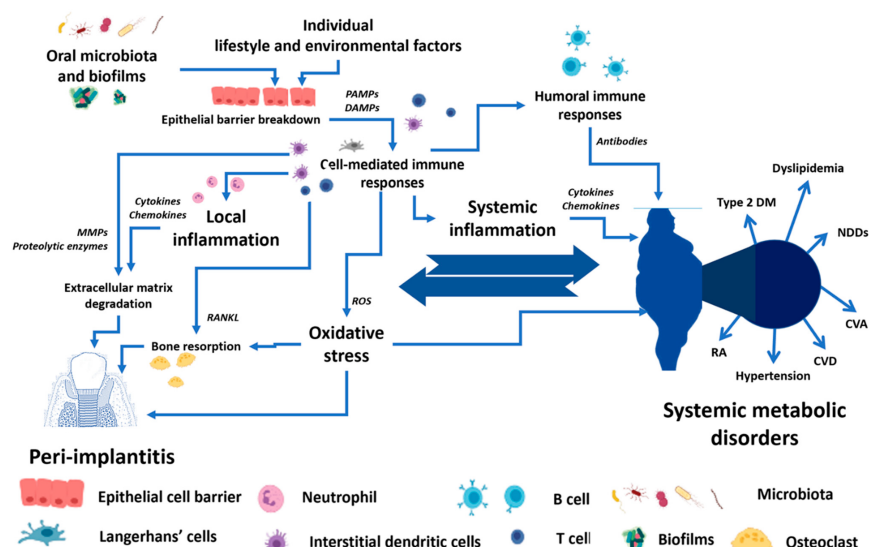 Individual
lifestyle and environmental factors
Oral microbiota
and biofilms
PAMPs
DAMPs
Epithelial barrier breakdown
Humoral immune
responses
Antibodies
Cell-mediated immune
responses
Cytokines
Chemokines
Local
inflammation
MMPs
Proteolytic enzymes
Systemic
inflammation
Cytokines
Chemokines
Dyslipidemia
Type 2 DM
NDDs
CVA
CVD
Hypertension
RA
Extracellular matrix
degradation
RANKL
ROS
Bone resorption
Oxidative
stress
Systemic metabolic
disorders
Peri-implantitis
Epithelial cell barrier
Neutrophil
B cell
Microbiota
Langerhans’ cells
Interstitial dendritic cells
T cell
Biofilms
Osteoclast